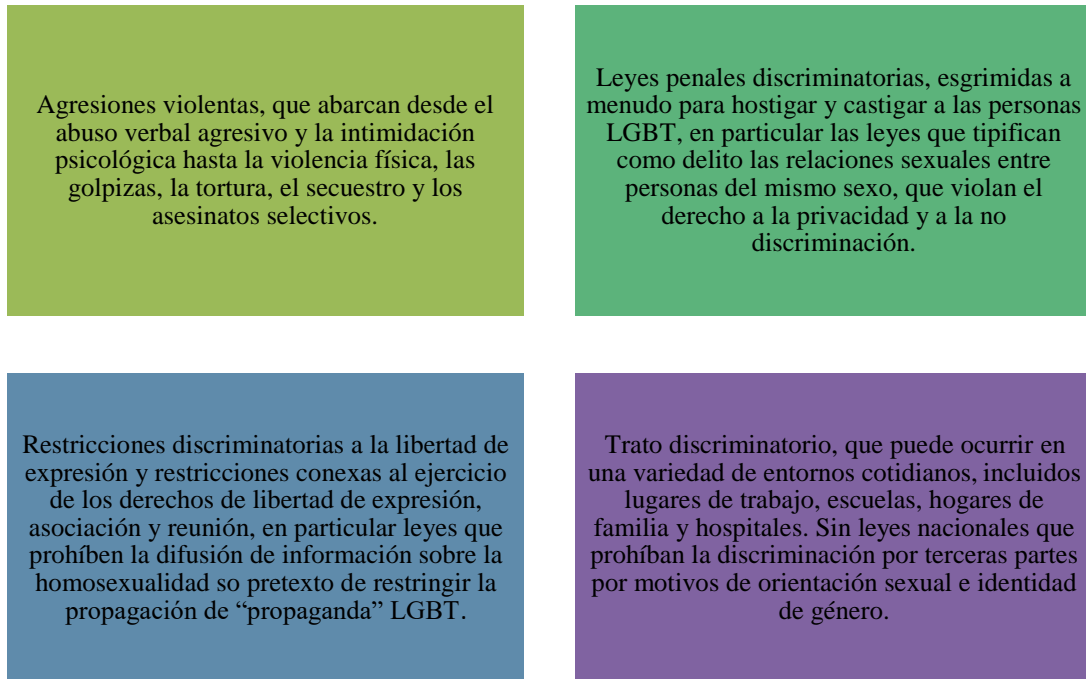 Agresiones violentas, que abarcan desde el
abuso verbal agresivo y la intimidación
psicológica hasta la violencia física, las
golpizas, la tortura, el secuestro y los
asesinatos selectivos.
Leyes penales discriminatorias, esgrimidas a
menudo para hostigar y castigar a las personas
LGBT, en particular las leyes que tipifican
como delito las relaciones sexuales entre
personas del mismo sexo, que violan el
derecho a la privacidad y a la no
discriminación.
Restricciones discriminatorias a la libertad de
expresión y restricciones conexas al ejercicio
de los derechos de libertad de expresión,
asociación y reunión, en particular leyes que
prohíben la difusión de información sobre la
homosexualidad so pretexto de restringir la
propagación de “propaganda” LGBT.
Trato discriminatorio, que puede ocurrir en
una variedad de entornos cotidianos, incluidos
lugares de trabajo, escuelas, hogares de
familia y hospitales. Sin leyes nacionales que
prohíban la discriminación por terceras partes
por motivos de orientación sexual e identidad
de género.